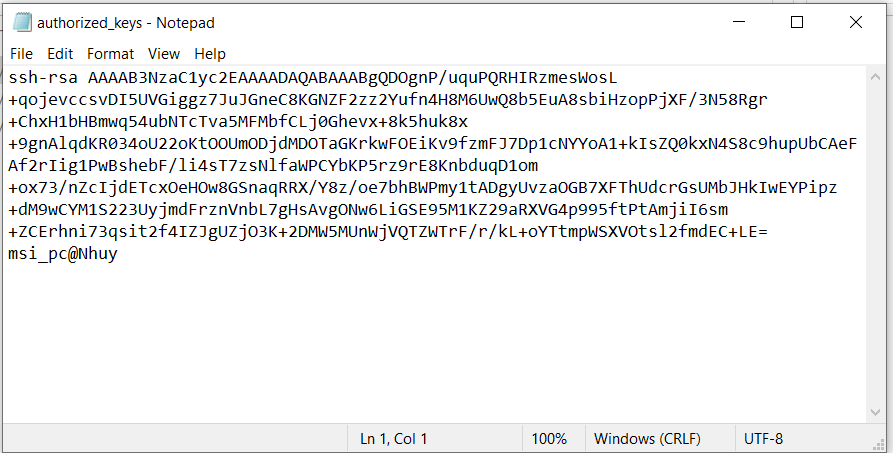 authorized_keys - Notepad
File Edit Format View Help
ssh-rsa AAAAB3NzaC1yc2EAAAADAQABAAABgQDOgnP/uquPQRHIRzmesWosL
+qojevccsvDI5UVGiggz7JuJGneC8KGNZF2zz2Yufn4H8M6UwQ8b5EuA8sbiHzopPjXF/3N58Rgr
+ChxH1bHBmwq54ubNTcTva5MFMbfCLj0Ghevx+8k5huk8x
+9gnAlqdKR034oU22oKtOOUmODjdMDOTaGKrkwFOEiKv9fzmFJ7Dp1cNYYoA1+kIsZQ0kxN4S8c9hupUbCAeF
Af2rIig1PwBshebF/li4sT7zsNlfaWPCYbKP5rz9rE8KnbduqD1om
+ox73/nZcIjdETcxOeHOw8GSnaqRRX/Y8z/oe7bhBWPmy1tADgyUvzaOGB7XFThUdcrGsUMbJHkIwEYPipz
+dM9wCYM1S223UyjmdFrznVnbL7gHsAvgONw6LiGSE95M1KZ29aRXVG4p995ftPtAmjiI6sm
+ZCErhni73qsit2f4IZJgUZjO3K+2DMW5MUnWjVQTZWTrF/r/kL+oYTtmpWSXVOtsl2fmdEC+LE=
msi_pc@Nhuy
Ln 1, Col 1 100% Windows (CRLF) UTF-8